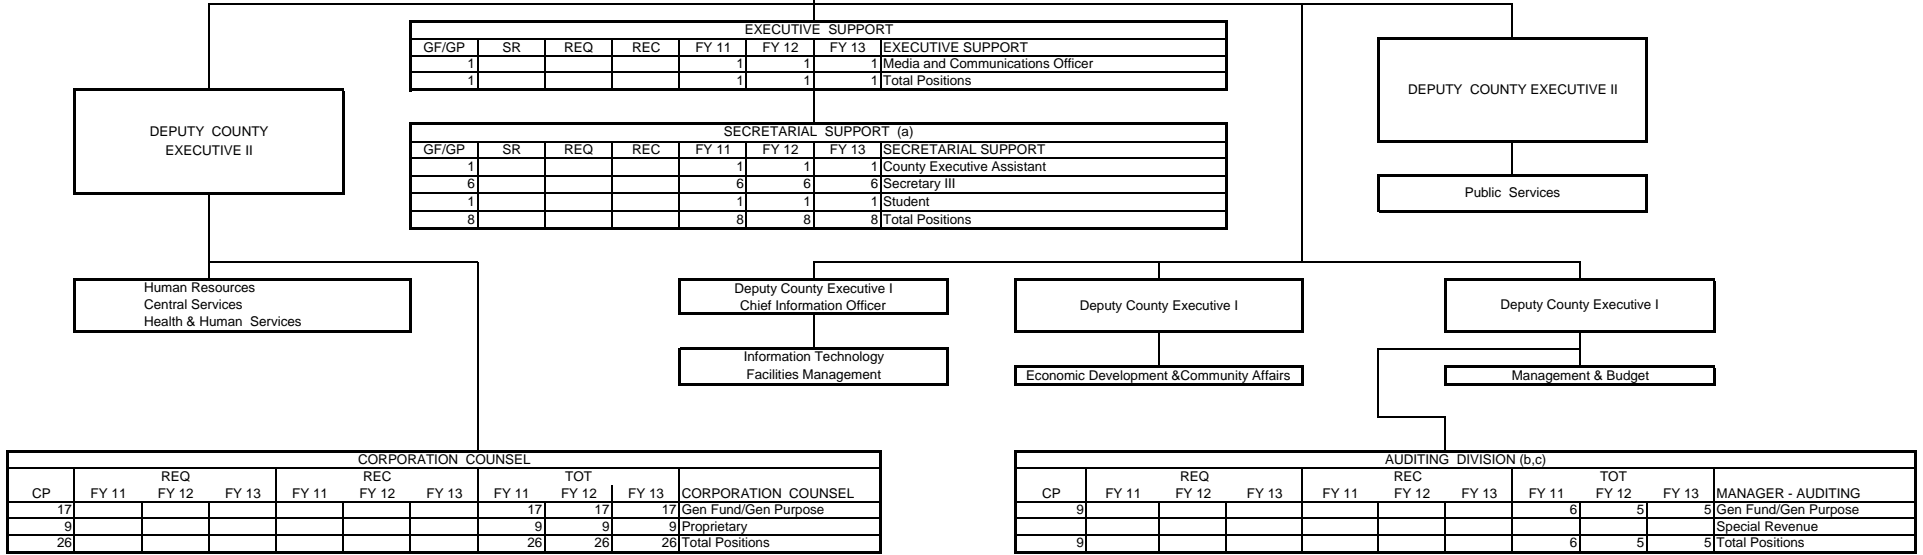 EXECUTIVE SUPPORT
GF/GP SR REQ REC FY 11 FY 12 FY 13 EXECUTIVE SUPPORT
1 1 1 1 Media and Communications Officer
1 1 1 1 Total Positions
DEPUTY COUNTY EXECUTIVE II
DEPUTY COUNTY
EXECUTIVE II
SECRETARIAL SUPPORT (a)
GF/GP SR REQ REC FY 11 FY 12 FY 13 SECRETARIAL SUPPORT
1 1 1 1 County Executive Assistant
6 6 6 6 Secretary III
1 1 1 1 Student
8 8 8 8 Total Positions
Public Services
Human Resources
Central Services
Health & Human Services
Deputy County Executive I
Chief Information Officer
Deputy County Executive I
Deputy County Executive I
Information Technology
Facilities Management
Economic Development &Community Affairs
Management & Budget
CORPORATION COUNSEL
REQ REC TOT
CP FY 11 FY 12 FY 13 FY 11 FY 12 FY 13 FY 11 FY 12 FY 13 CORPORATION COUNSEL
17 17 17 17 Gen Fund/Gen Purpose
9 9 9 9 Proprietary
26 26 26 26 Total Positions
AUDITING DIVISION (b,c)
REQ REC TOT
CP FY 11 FY 12 FY 13 FY 11 FY 12 FY 13 FY 11 FY 12 FY 13 MANAGER - AUDITING
9 6 5 5 Gen Fund/Gen Purpose
Special Revenue
9 6 5 5 Total Positions